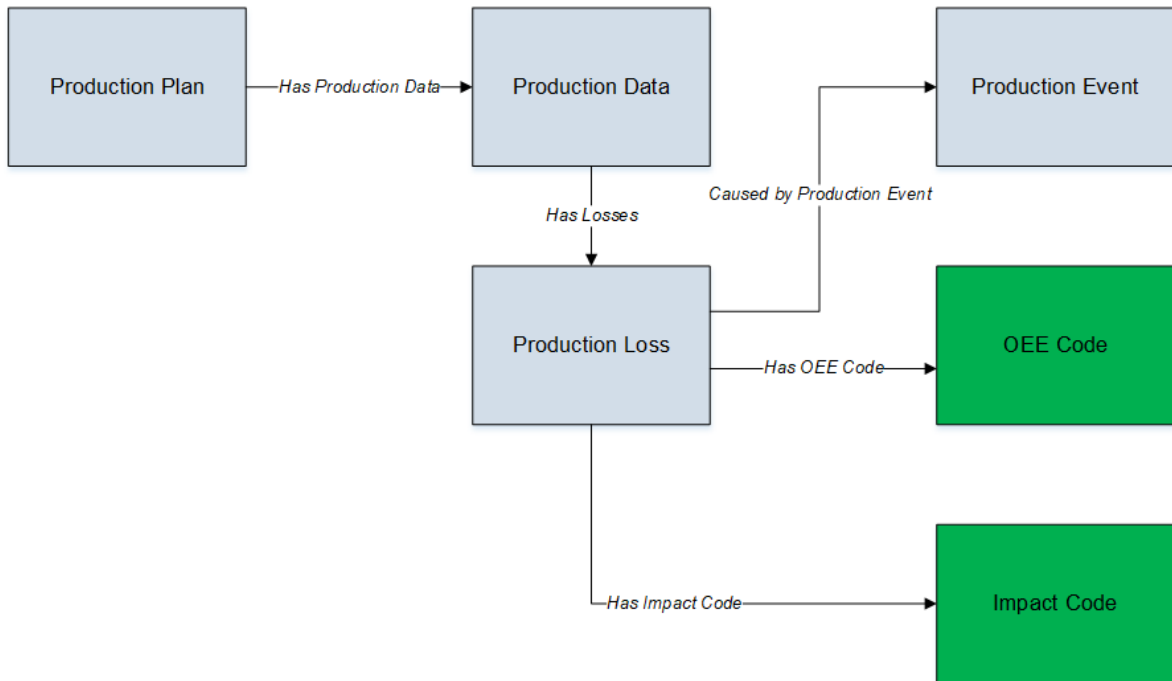 Production Plan
Has Production Data
Production Data
Production Event
Caused by Production Event
Has Losses
Production Loss
Has OEE Code
OEE Code
Has Impact Code
Impact Code